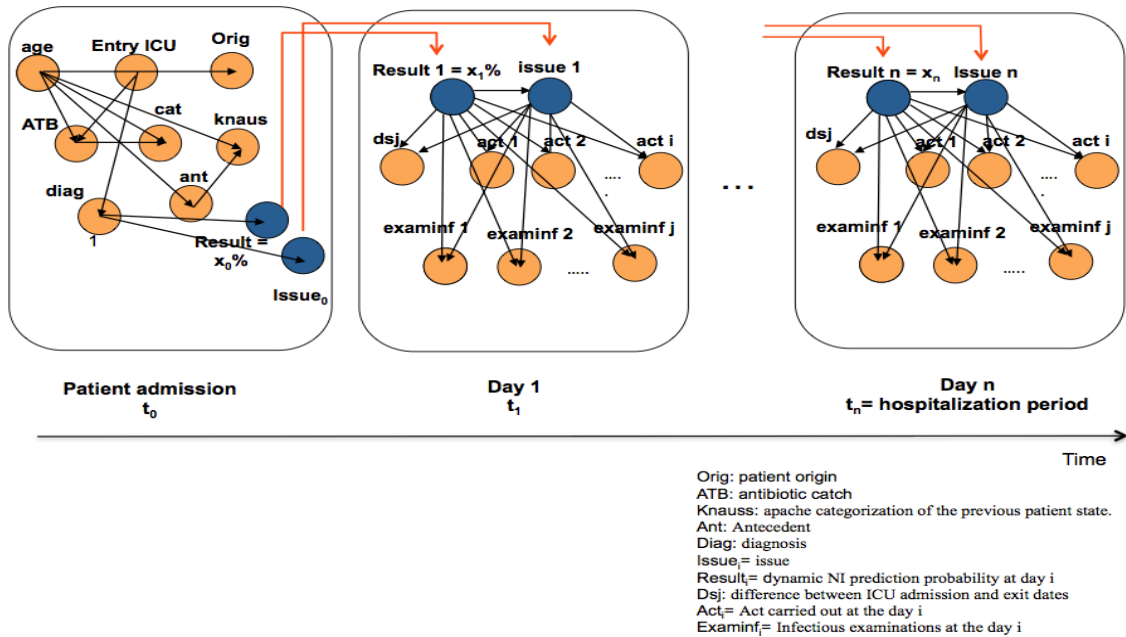 age
Entry ICU
Orig
ATB
cat
knaus
diag
ant
1
Result =
x₀%
Issue₀
Result 1 = x₁%
issue 1
dsj
act 1
act 2
act i
....
.
examinf 1
examinf 2
examinf j
.....
...
Result n = xₙ
Issue n
dsj
act 1
act 2
act i
....
.
examinf 1
examinf 2
examinf j
.....
Patient admission
t₀
Day 1
t₁
Day n
tₙ= hospitalization period
Time
Orig: patient origin
ATB: antibiotic catch
Knauss: apache categorization of the previous patient state.
Ant: Antecedent
Diag: diagnosis
Issueᵢ= issue
Resultᵢ= dynamic NI prediction probability at day i
Dsj: difference between ICU admission and exit dates
Actᵢ= Act carried out at the day i
Examinfᵢ= Infectious examinations at the day i